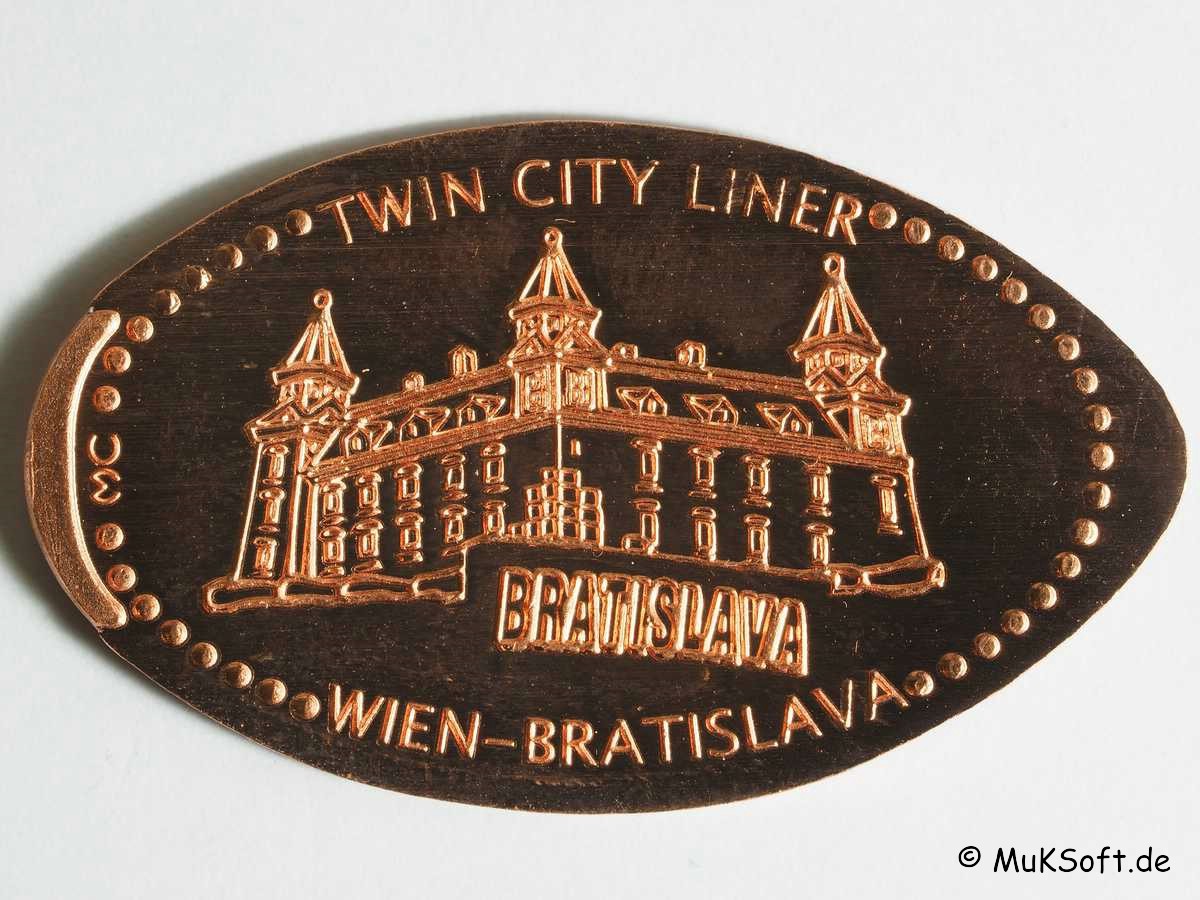 TWIN CITY LINER
MC
BRATISLAVA
WIEN-BRATISLAVA
© MuKSoft.de